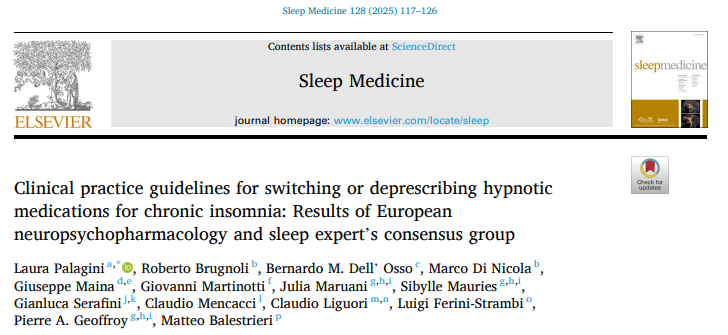 Sleep Medicine 128 (2025) 117–126
Contents lists available at ScienceDirect
Sleep Medicine
journal homepage: www.elsevier.com/locate/sleep
ELSEVIER
sleepmedicine
Check for
updates
Clinical practice guidelines for switching or deprescribing hypnotic
medications for chronic insomnia: Results of European
neuropsychopharmacology and sleep expert's consensus group
Laura Palagini a,* iD, Roberto Brugnoli b, Bernardo M. Dell' Osso c, Marco Di Nicola b,
Giuseppe Maina d,e, Giovanni Martinotti f, Julia Maruani g,h,i, Sibylle Mauries g,h,i,
Gianluca Serafini j,k, Claudio Mencacci l, Claudio Liguori m,n, Luigi Ferini-Strambi o,
Pierre A. Geoffroy g,h,i, Matteo Balestrieri p